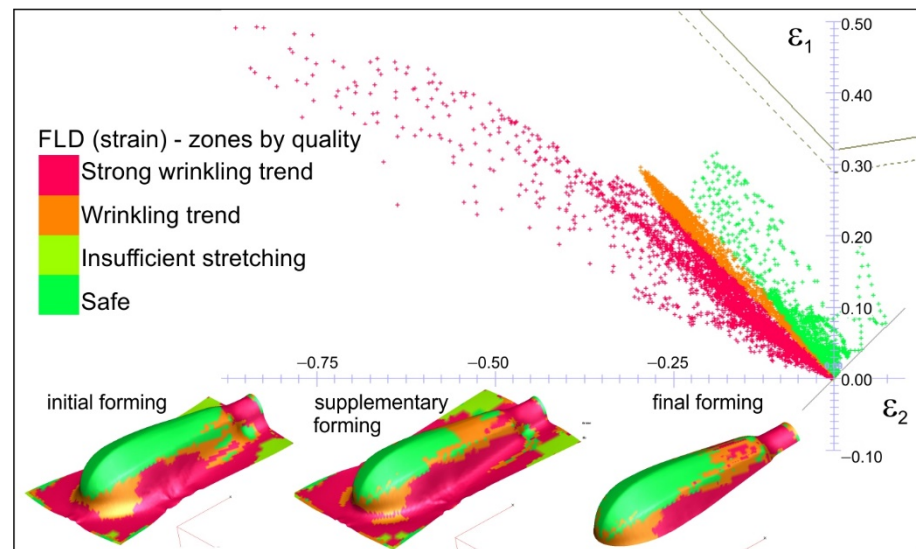 0.50
ε1
0.40
FLD (strain) - zones by quality
Strong wrinkling trend
0.30
Wrinkling trend
Insufficient stretching
0.20
Safe
0.10
−0.75
−0.50
−0.25
0.00
initial forming
supplementary
forming
final forming
ε2
−0.10